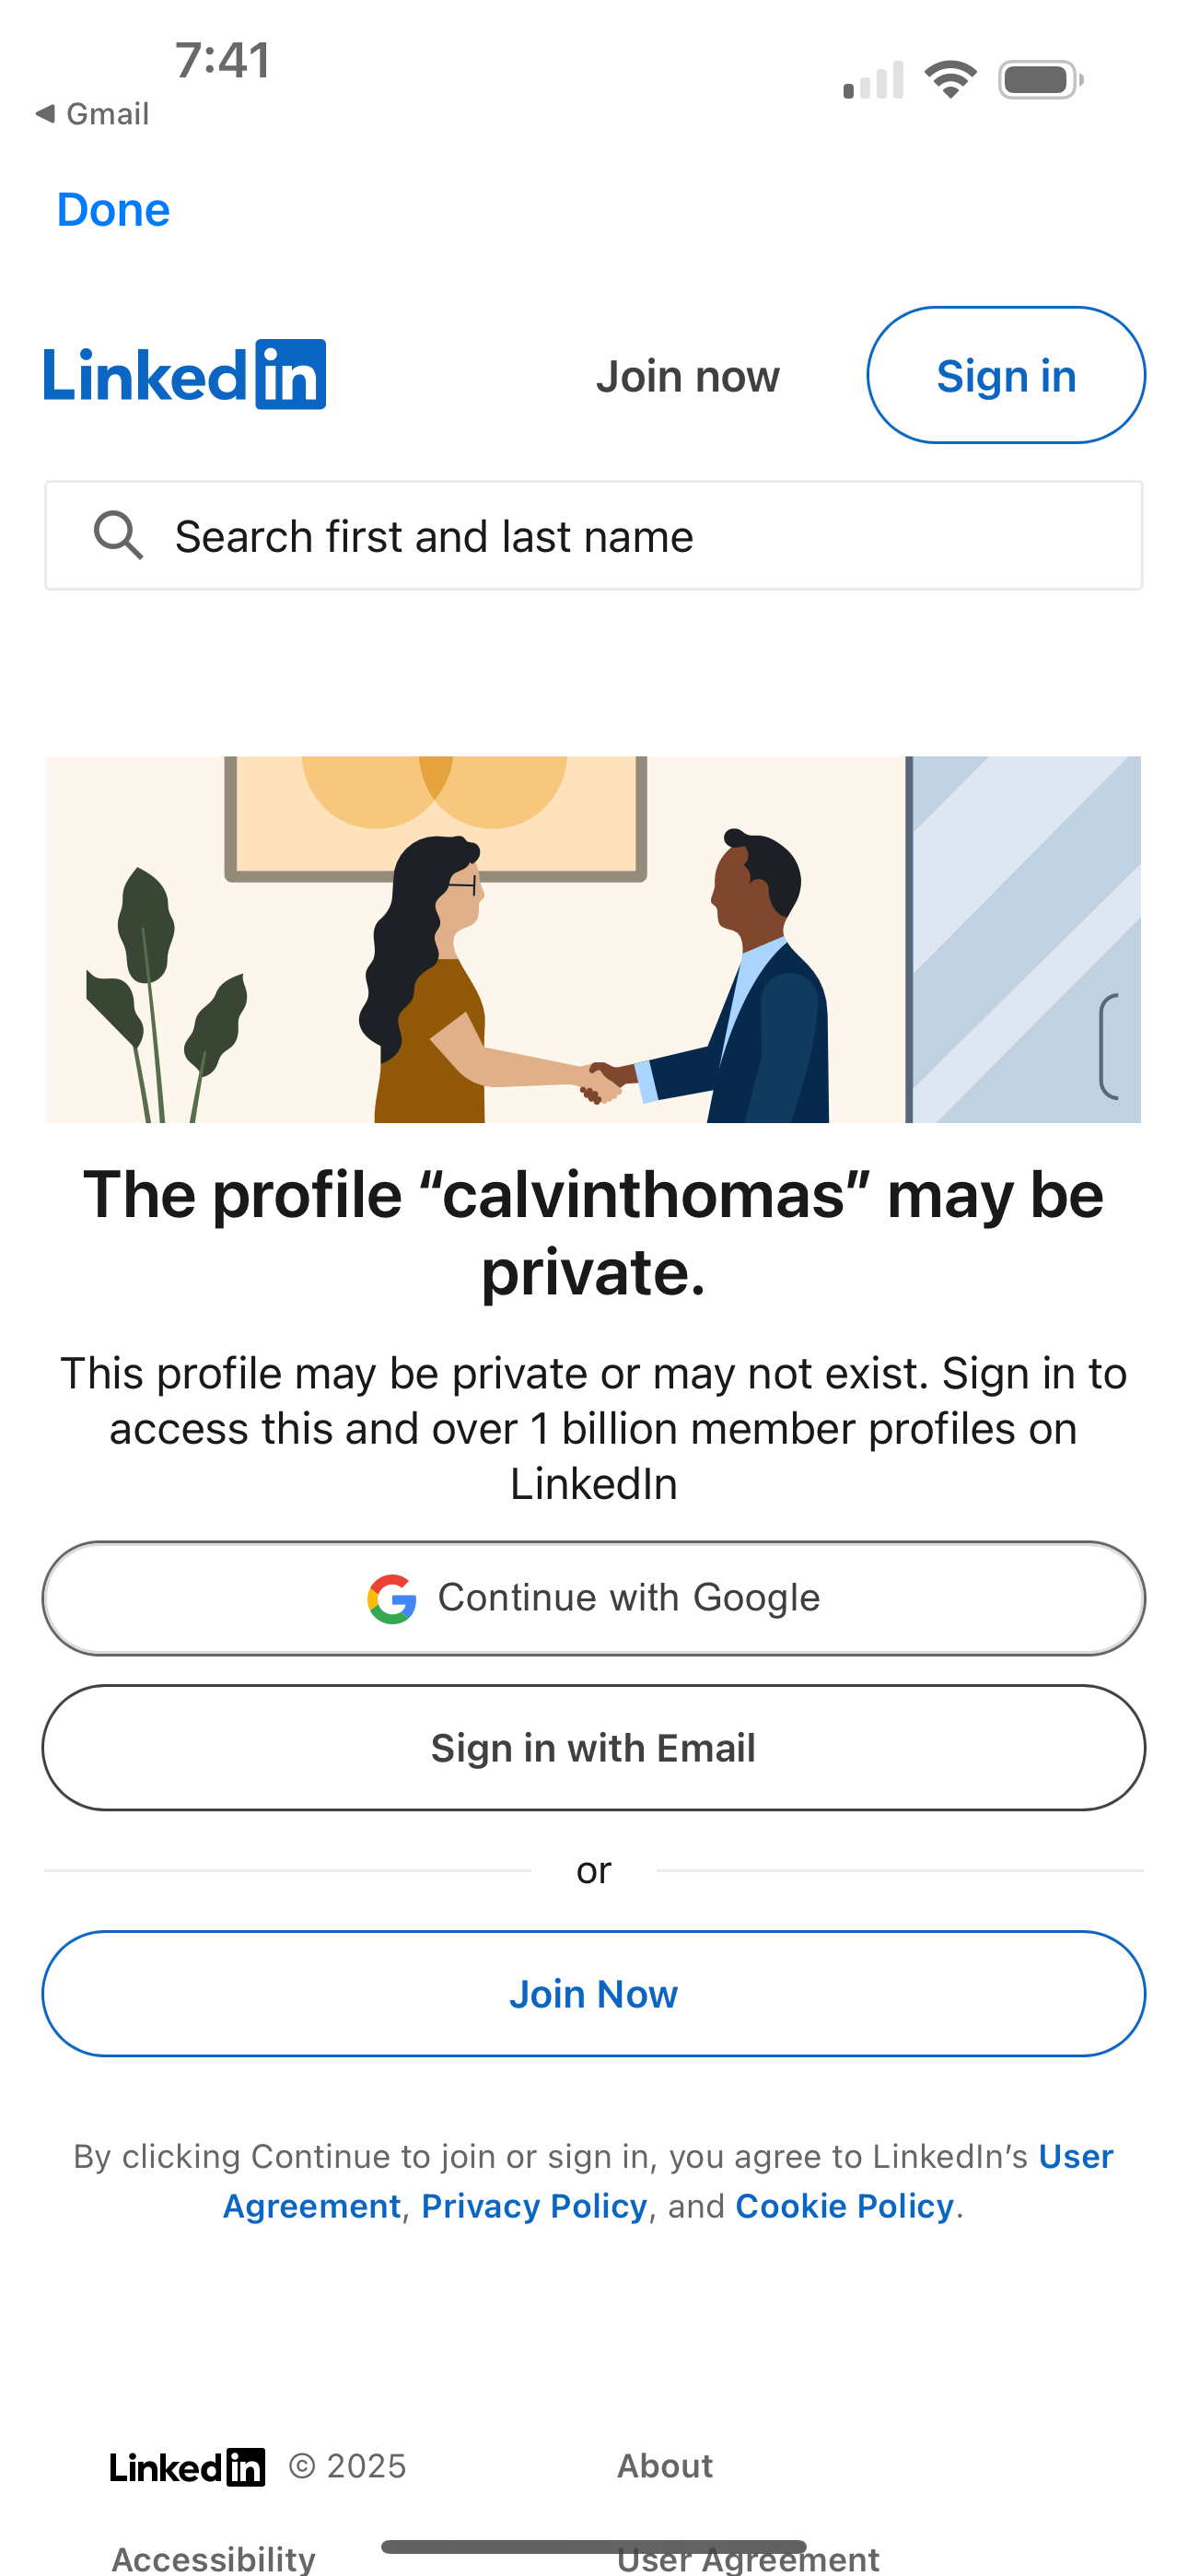 7:41
◀ Gmail
Done
LinkedIn
Join now
Sign in
Search first and last name
The profile “calvinthomas” may be
private.
This profile may be private or may not exist. Sign in to
access this and over 1 billion member profiles on
LinkedIn
Continue with Google
Sign in with Email
or
Join Now
By clicking Continue to join or sign in, you agree to LinkedIn’s User
Agreement, Privacy Policy, and Cookie Policy.
LinkedIn © 2025
About
Accessibility
User Agreement